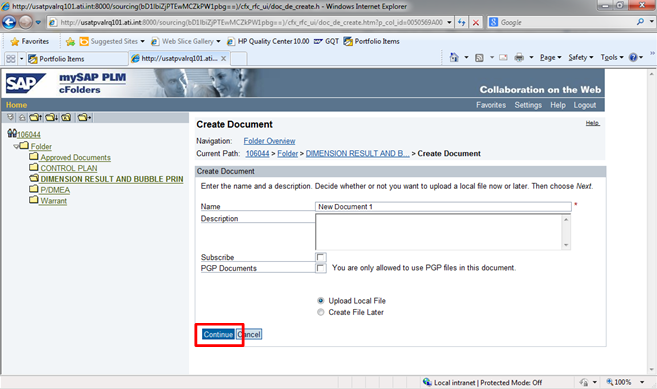 http://usatpvalrq101.ati.int:8000/sourcing(bD1lbiZjPTEwMCZkPW1pbg==)/cfx_rfc_ui/doc_de_create.h - Windows Internet Explorer
http://usatpvalrq101.ati.int:8000/sourcing(bD1lbiZjPTEwMCZkPW1pbg==)/cfx_rfc_ui/doc_de_create.htm?p_col_id=0050569A00
Google
Favorites Suggested Sites Web Slice Gallery HP Quality Center 10.00 GQT Portfolio Items
Portfolio Items http://usatpvalrq101.ati....
Page Safety Tools
SAP mySAP PLM
cFolders
Collaboration on the Web
Home Favorites Settings Help Logout
106044
Folder
Approved Documents
CONTROL PLAN
DIMENSION RESULT AND BUBBLE PRIN
P/DMEA
Warrant
Create Document Help
Navigation: Folder Overview
Current Path: 106044 > Folder > DIMENSION RESULT AND B... > Create Document
Create Document
Enter the name and a description. Decide whether or not you want to upload a local file now or later. Then choose Next.
Name New Document 1 *
Description
Subscribe
PGP Documents You are only allowed to use PGP files in this document.
Upload Local File
Create File Later
Continue Cancel
Local intranet | Protected Mode: Off 100%